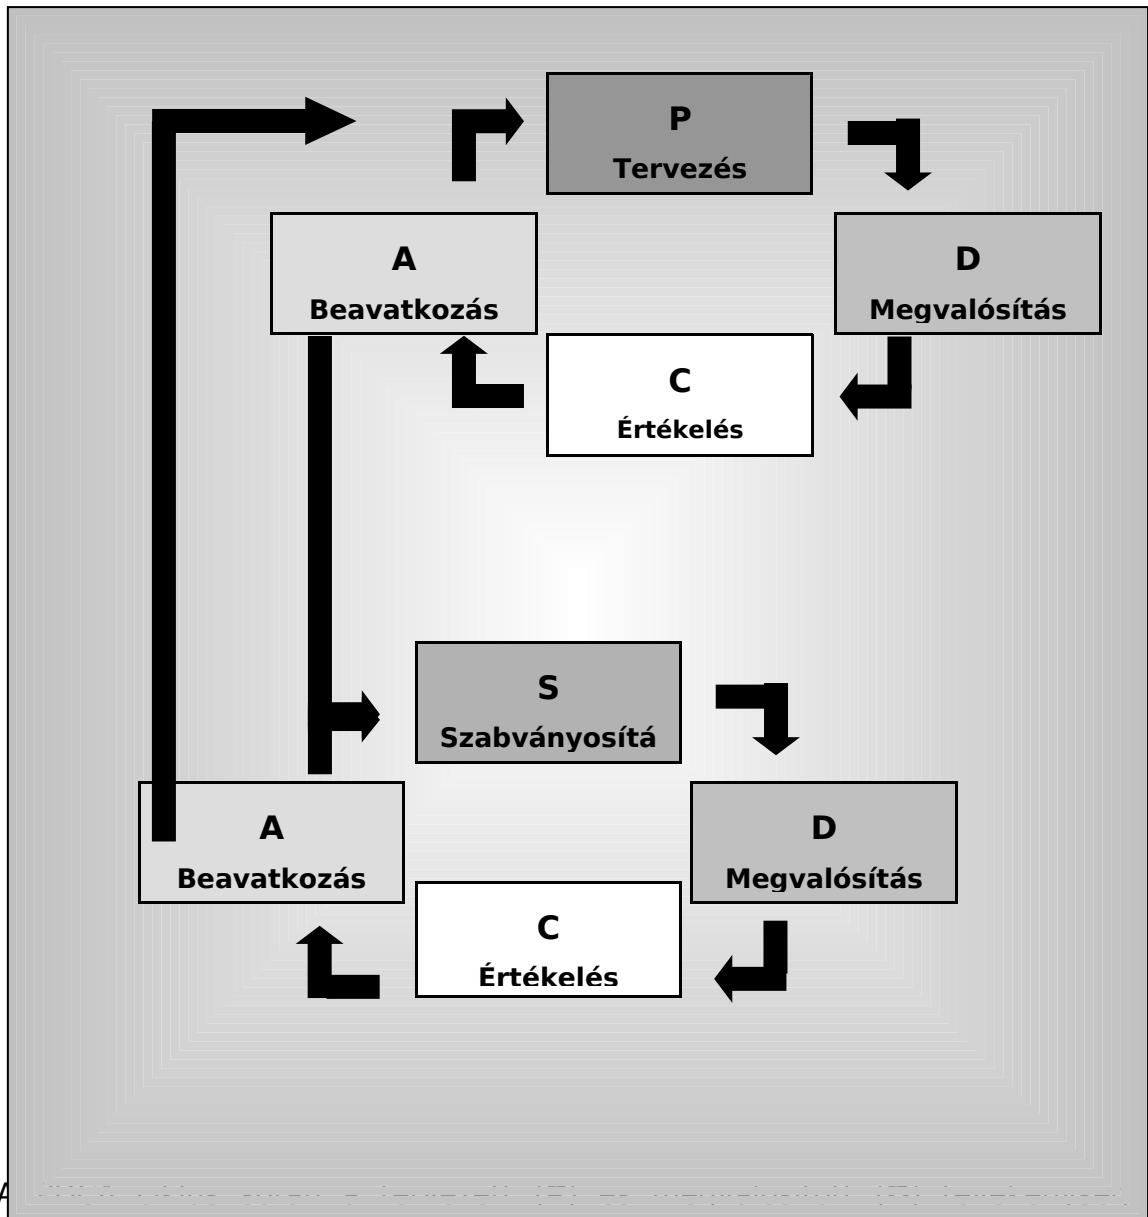 P
Tervezés
A
Beavatkozás
D
Megvalósítás
C
Értékelés
S
Szabványosítá
A
Beavatkozás
D
Megvalósítás
C
Értékelés
A